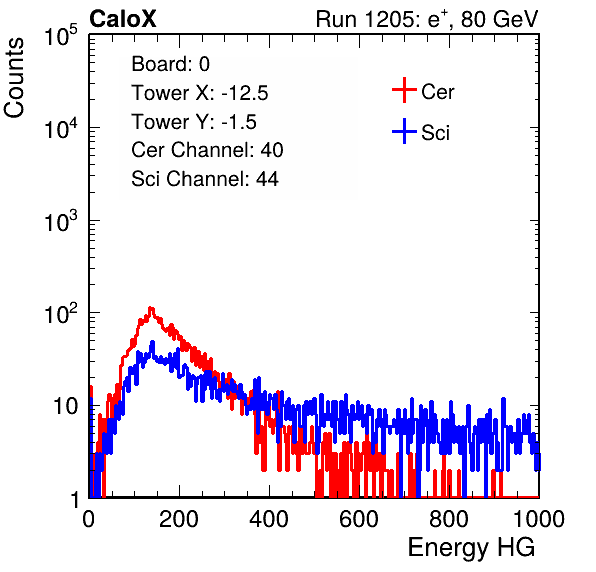 CaloX Run 1205: e⁺, 80 GeV
Counts
10⁵
10⁴
10³
10²
10
1
Board: 0
Tower X: -12.5
Tower Y: -1.5
Cer Channel: 40
Sci Channel: 44
Cer
Sci
0 200 400 600 800 1000
Energy HG